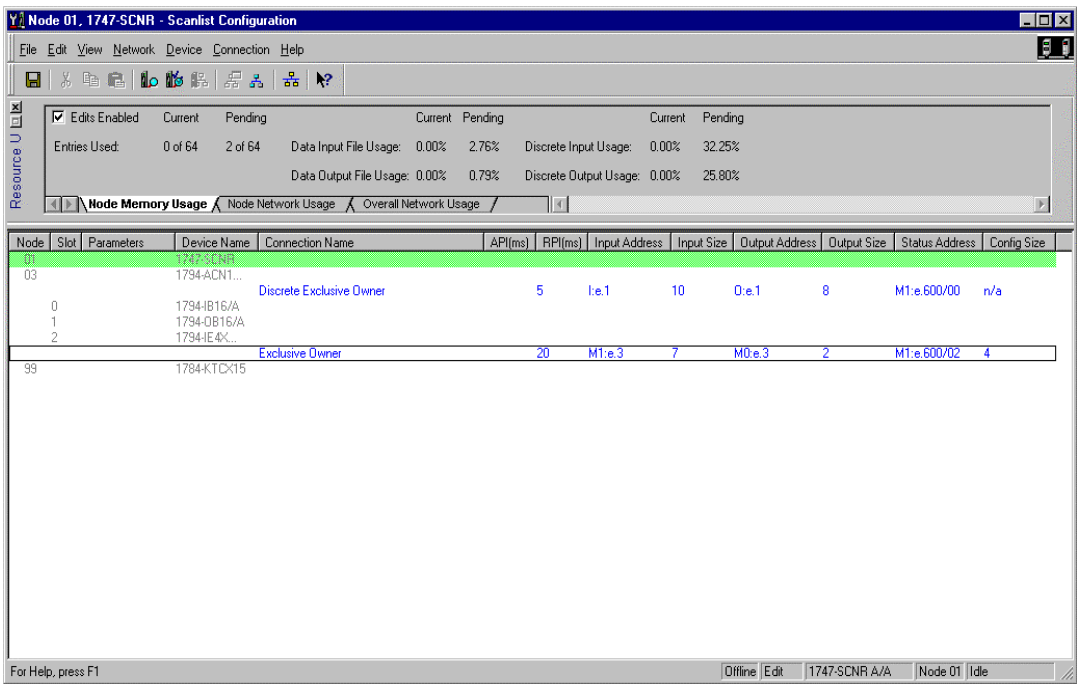 Node 01, 1747-SCNR - Scanlist Configuration
File Edit View Network Device Connection Help
Resource U
Edits Enabled Current Pending Current Pending Current Pending
Entries Used: 0 of 64 2 of 64 Data Input File Usage: 0.00% 2.76% Discrete Input Usage: 0.00% 32.25%
Data Output File Usage: 0.00% 0.79% Discrete Output Usage: 0.00% 25.80%
Node Memory Usage Node Network Usage Overall Network Usage
Node Slot Parameters Device Name Connection Name API(ms) RPI(ms) Input Address Input Size Output Address Output Size Status Address Config Size
01 1747-SCNR
03 1794-ACN1...
Discrete Exclusive Owner 5 I:e.1 10 O:e.1 8 M1:e.600/00 n/a
0 1794-IB16/A
1 1794-OB16/A
2 1794-IE4X...
Exclusive Owner 20 M1:e.3 7 M0:e.3 2 M1:e.600/02 4
99 1784-KTCX15
For Help, press F1 Offline Edit 1747-SCNR A/A Node 01 Idle